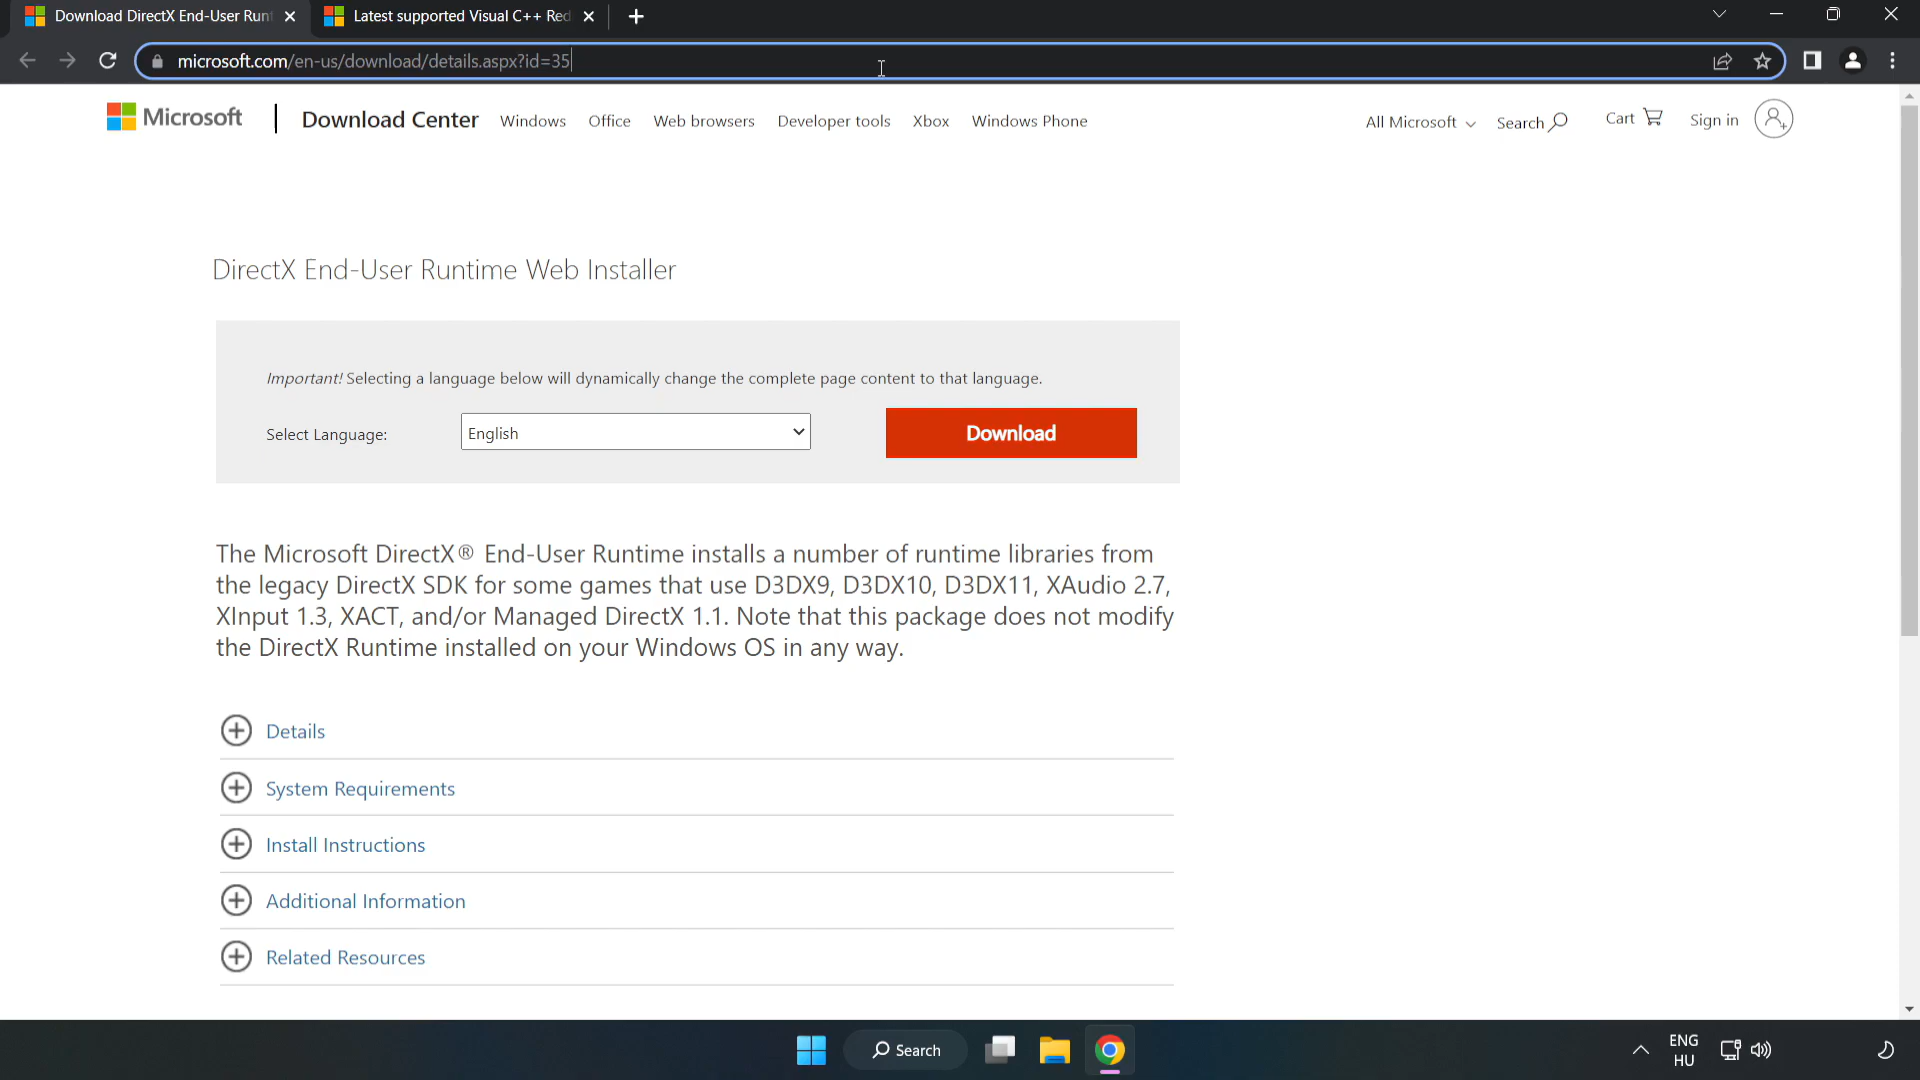 Download DirectX End-User Runt
Latest supported Visual C++ Red
microsoft.com/en-us/download/details.aspx?id=35
Microsoft
Download Center
Windows
Office
Web browsers
Developer tools
Xbox
Windows Phone
All Microsoft
Search
Cart
Sign in
DirectX End-User Runtime Web Installer
Important! Selecting a language below will dynamically change the complete page content to that language.
Select Language:
English
Download
The Microsoft DirectX® End-User Runtime installs a number of runtime libraries from
the legacy DirectX SDK for some games that use D3DX9, D3DX10, D3DX11, XAudio 2.7,
XInput 1.3, XACT, and/or Managed DirectX 1.1. Note that this package does not modify
the DirectX Runtime installed on your Windows OS in any way.
Details
System Requirements
Install Instructions
Additional Information
Related Resources
Search
ENG
HU